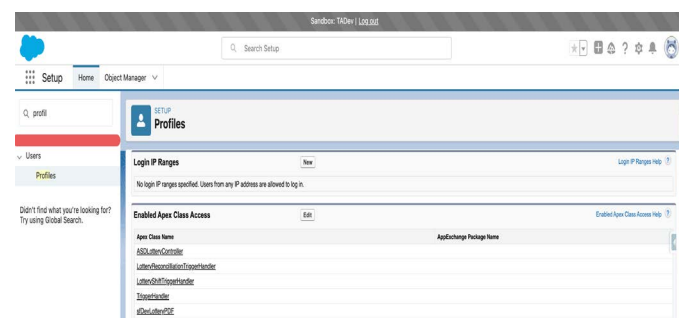 Sandbox: TADev | Log out
Search Setup
Setup Home Object Manager
profil
SETUP
Profiles
Users
Profiles
Didn't find what you're looking for?
Try using Global Search.
Login IP Ranges New Login IP Ranges Help ?
No login IP ranges specified. Users from any IP address are allowed to log in.
Enabled Apex Class Access Edit Enabled Apex Class Access Help ?
Apex Class Name AppExchange Package Name
ASDLotteryController
LotteryReconciliationTriggerHandler
LotteryShiftTriggerHandler
TriggerHandler
sfDevLotteryPDF